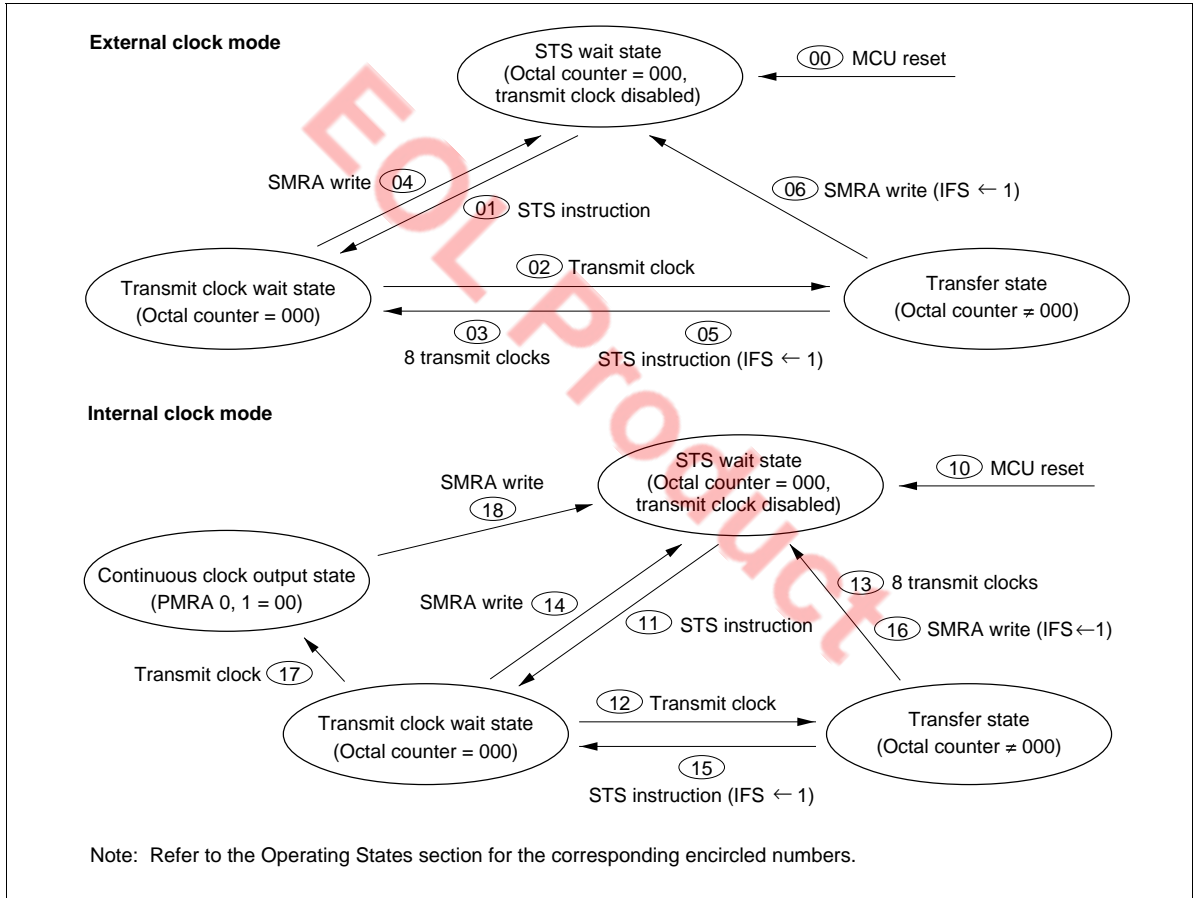 External clock mode
STS wait state
(Octal counter = 000,
transmit clock disabled)
00 MCU reset
SMRA write 04
01 STS instruction
06 SMRA write (IFS ← 1)
Transmit clock wait state
(Octal counter = 000)
02 Transmit clock
03
8 transmit clocks
05
STS instruction (IFS ← 1)
Transfer state
(Octal counter ≠ 000)
Internal clock mode
STS wait state
(Octal counter = 000,
transmit clock disabled)
10 MCU reset
SMRA write
18
Continuous clock output state
(PMRA 0, 1 = 00)
SMRA write 14
11 STS instruction
13 8 transmit clocks
16 SMRA write (IFS←1)
Transmit clock 17
Transmit clock wait state
(Octal counter = 000)
12 Transmit clock
15
STS instruction (IFS ← 1)
Transfer state
(Octal counter ≠ 000)
Note: Refer to the Operating States section for the corresponding encircled numbers.
EOL Product